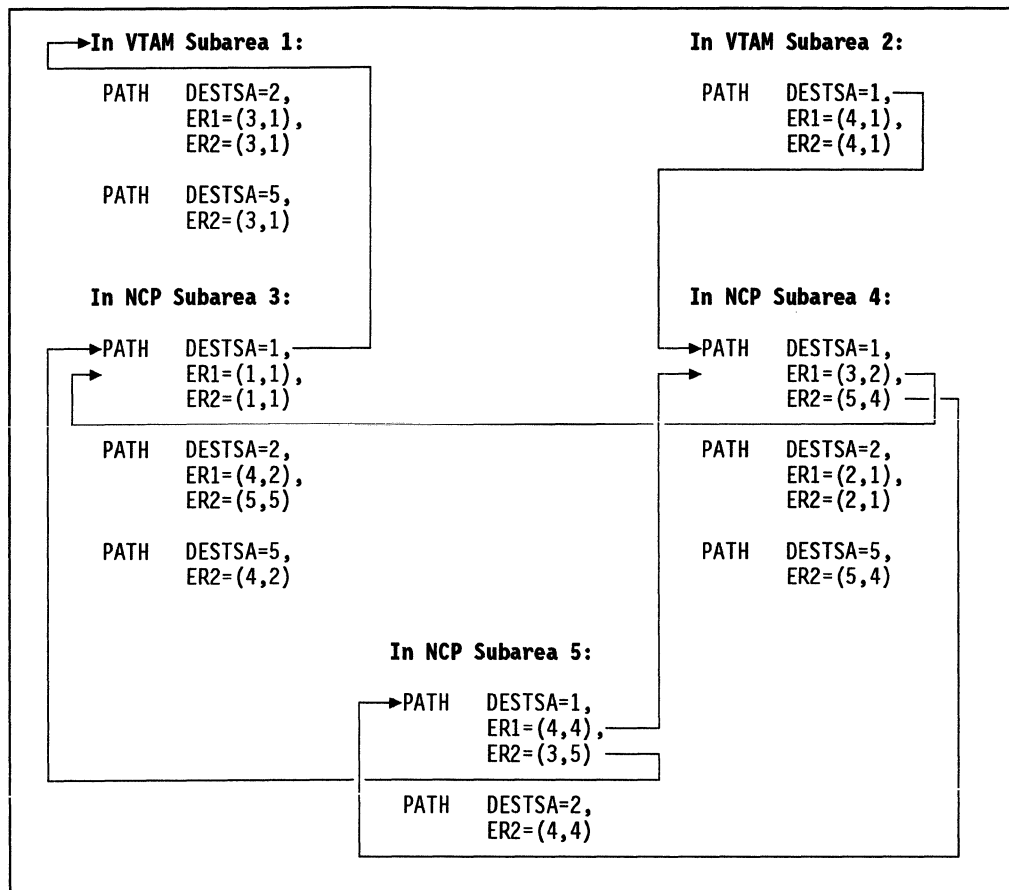 In VTAM Subarea 1:
PATH DESTSA=2,
ER1=(3,1),
ER2=(3,1)
PATH DESTSA=5,
ER2=(3,1)
In VTAM Subarea 2:
PATH DESTSA=1,
ER1=(4,1),
ER2=(4,1)
In NCP Subarea 3:
PATH DESTSA=1,
ER1=(1,1),
ER2=(1,1)
PATH DESTSA=2,
ER1=(4,2),
ER2=(5,5)
PATH DESTSA=5,
ER2=(4,2)
In NCP Subarea 4:
PATH DESTSA=1,
ER1=(3,2),
ER2=(5,4)
PATH DESTSA=2,
ER1=(2,1),
ER2=(2,1)
PATH DESTSA=5,
ER2=(5,4)
In NCP Subarea 5:
PATH DESTSA=1,
ER1=(4,4),
ER2=(3,5)
PATH DESTSA=2,
ER2=(4,4)